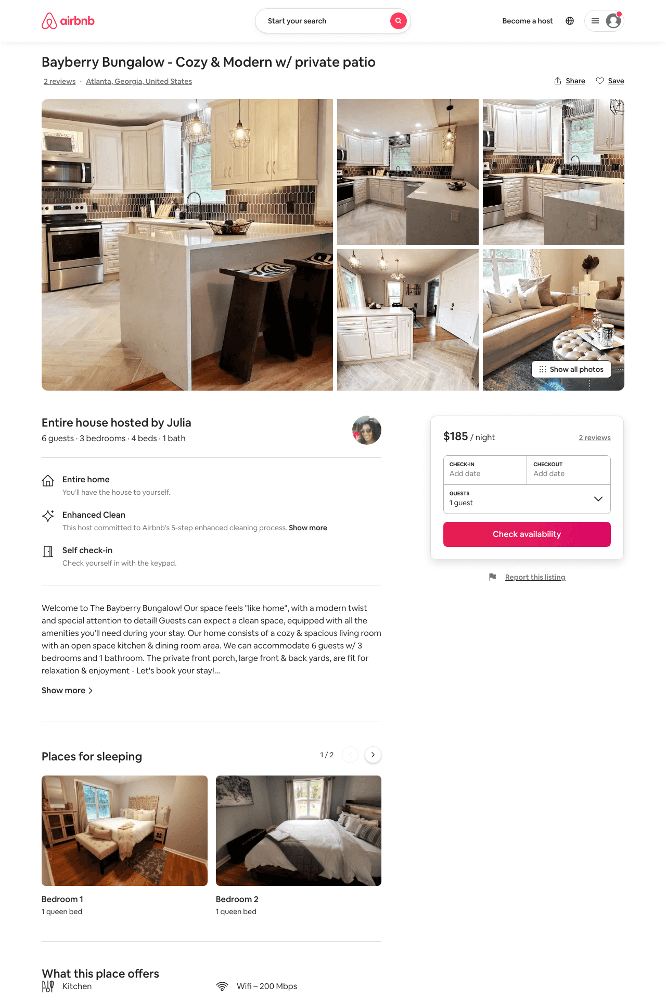 airbnb
Start your search
Become a host
Bayberry Bungalow - Cozy & Modern w/ private patio
2 reviews · Atlanta, Georgia, United States
Share
Save
Show all photos
Entire house hosted by Julia
6 guests · 3 bedrooms · 4 beds · 1 bath
Entire home
You’ll have the house to yourself.
Enhanced Clean
This host committed to Airbnb's 5-step enhanced cleaning process. Show more
Self check-in
Check yourself in with the keypad.
$185 / night
2 reviews
CHECK-IN
Add date
CHECKOUT
Add date
GUESTS
1 guest
Check availability
Report this listing
Welcome to The Bayberry Bungalow! Our space feels "like home", with a modern twist
and special attention to detail! Guests can expect a clean space, equipped with all the
amenities you'll need during your stay. Our home consists of a cozy & spacious living room
with an open space kitchen & dining room area. We can accommodate 6 guests w/ 3
bedrooms and 1 bathroom. The private front porch, large front & back yards, are fit for
relaxation & enjoyment - Let's book your stay!...
Show more
Places for sleeping
1 / 2
Bedroom 1
1 queen bed
Bedroom 2
1 queen bed
What this place offers
Kitchen
Wifi – 200 Mbps